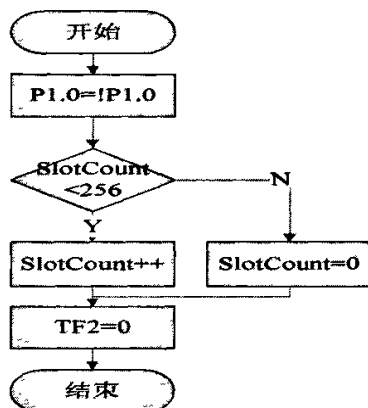 开始
P1.0=!P1.0
SlotCount
<256
N
Y
SlotCount++
SlotCount=0
TF2=0
结束